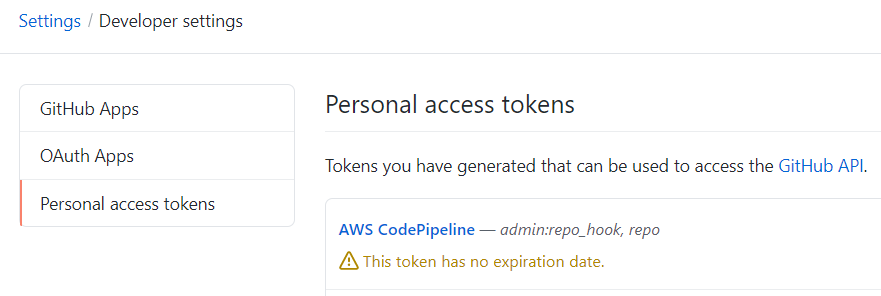 Settings / Developer settings
GitHub Apps
OAuth Apps
Personal access tokens
Personal access tokens
Tokens you have generated that can be used to access the GitHub API.
AWS CodePipeline — admin:repo_hook, repo
This token has no expiration date.